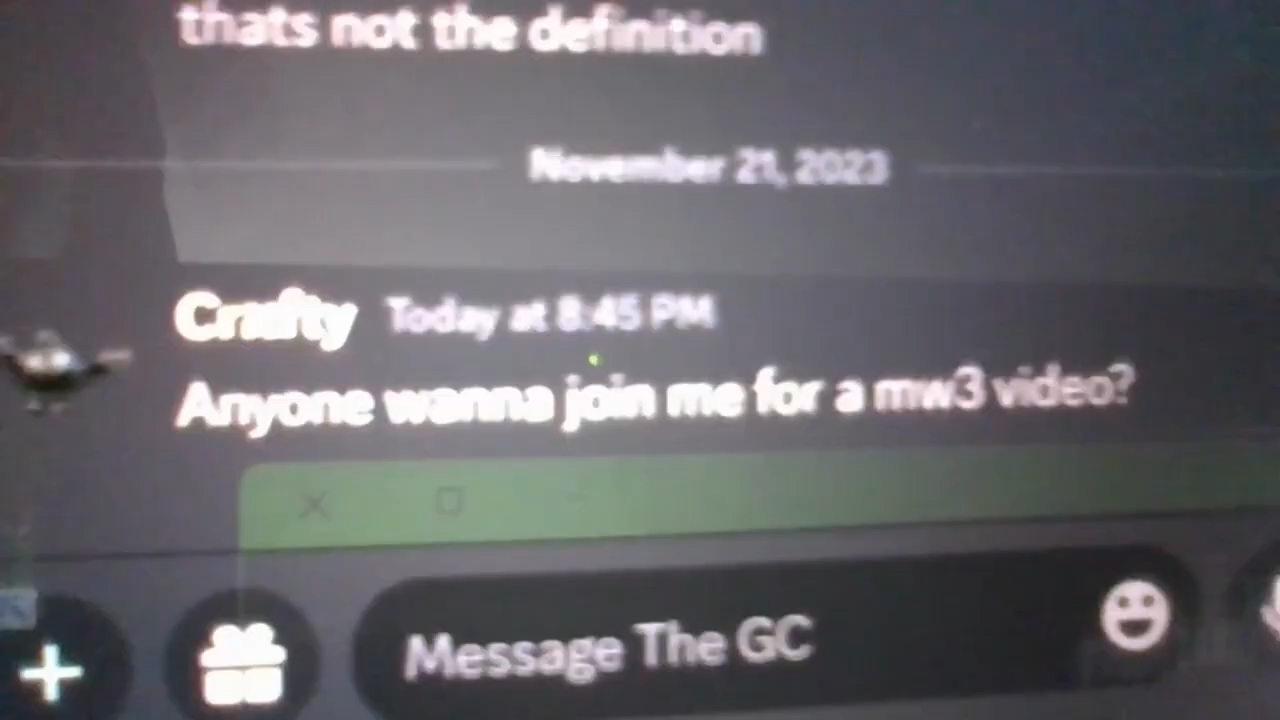 thats not the definition
November 21, 2023
Crafty Today at 8:45 PM
Anyone wanna join me for a mw3 video?
Message The GC